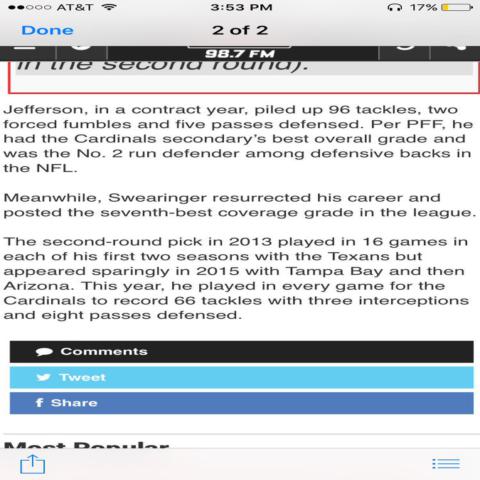 AT&T 3:53 PM 17%
Done 2 of 2
98.7 FM
in the second round).
Jefferson, in a contract year, piled up 96 tackles, two
forced fumbles and five passes defensed. Per PFF, he
had the Cardinals secondary's best overall grade and
was the No. 2 run defender among defensive backs in
the NFL.
Meanwhile, Swearinger resurrected his career and
posted the seventh-best coverage grade in the league.
The second-round pick in 2013 played in 16 games in
each of his first two seasons with the Texans but
appeared sparingly in 2015 with Tampa Bay and then
Arizona. This year, he played in every game for the
Cardinals to record 66 tackles with three interceptions
and eight passes defensed.
Comments
Tweet
f Share
Most Popular